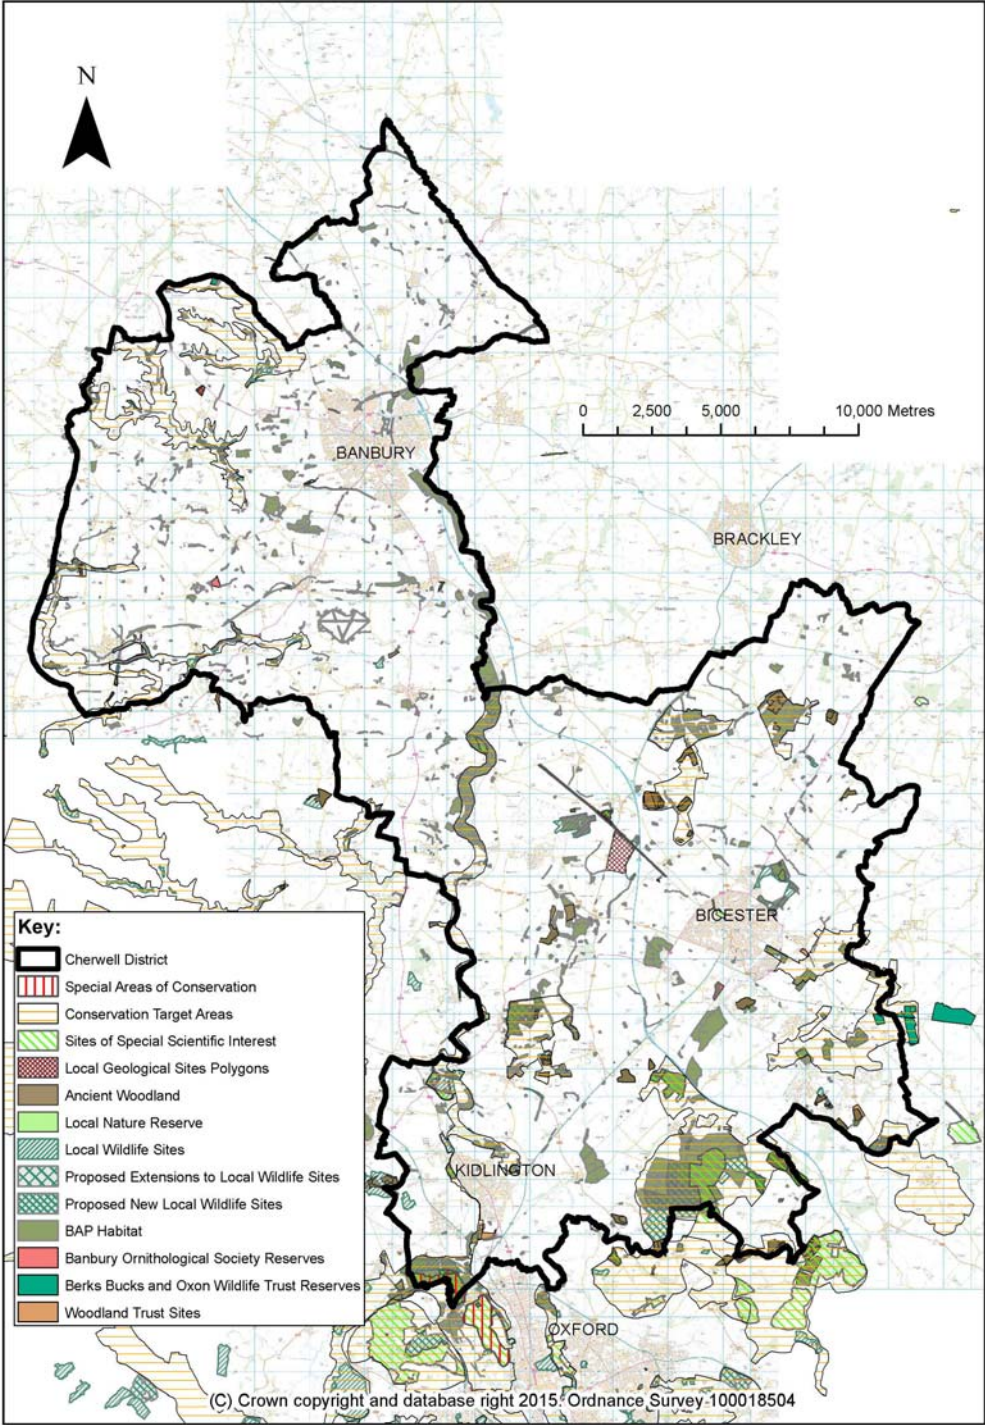 N
0 2,500 5,000 10,000 Metres
BANBURY
BRACKLEY
BICESTER
KIDLINGTON
OXFORD
Key:
Cherwell District
Special Areas of Conservation
Conservation Target Areas
Sites of Special Scientific Interest
Local Geological Sites Polygons
Ancient Woodland
Local Nature Reserve
Local Wildlife Sites
Proposed Extensions to Local Wildlife Sites
Proposed New Local Wildlife Sites
BAP Habitat
Banbury Ornithological Society Reserves
Berks Bucks and Oxon Wildlife Trust Reserves
Woodland Trust Sites
(C) Crown copyright and database right 2015. Ordnance Survey 100018504